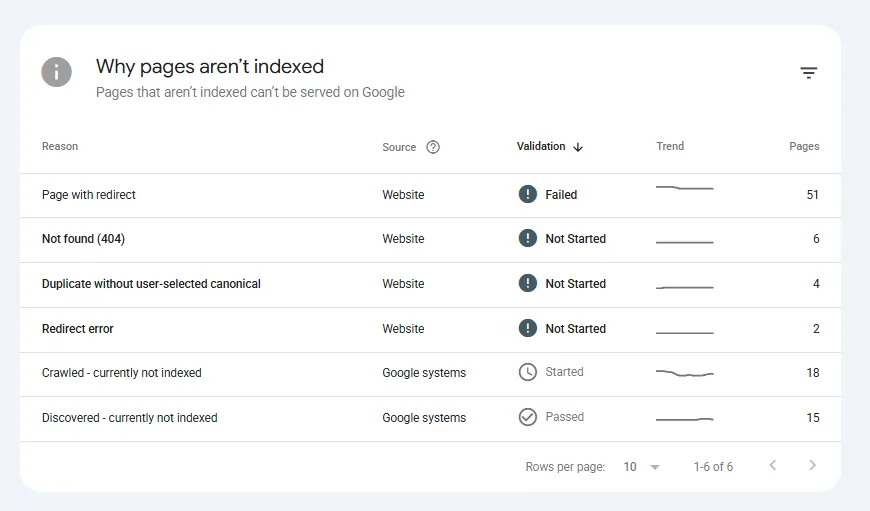 Why pages aren't indexed
Pages that aren't indexed can't be served on Google
Reason Source Validation Trend Pages
Page with redirect Website Failed 51
Not found (404) Website Not Started 6
Duplicate without user-selected canonical Website Not Started 4
Redirect error Website Not Started 2
Crawled - currently not indexed Google systems Started 18
Discovered - currently not indexed Google systems Passed 15
Rows per page: 10 1-6 of 6